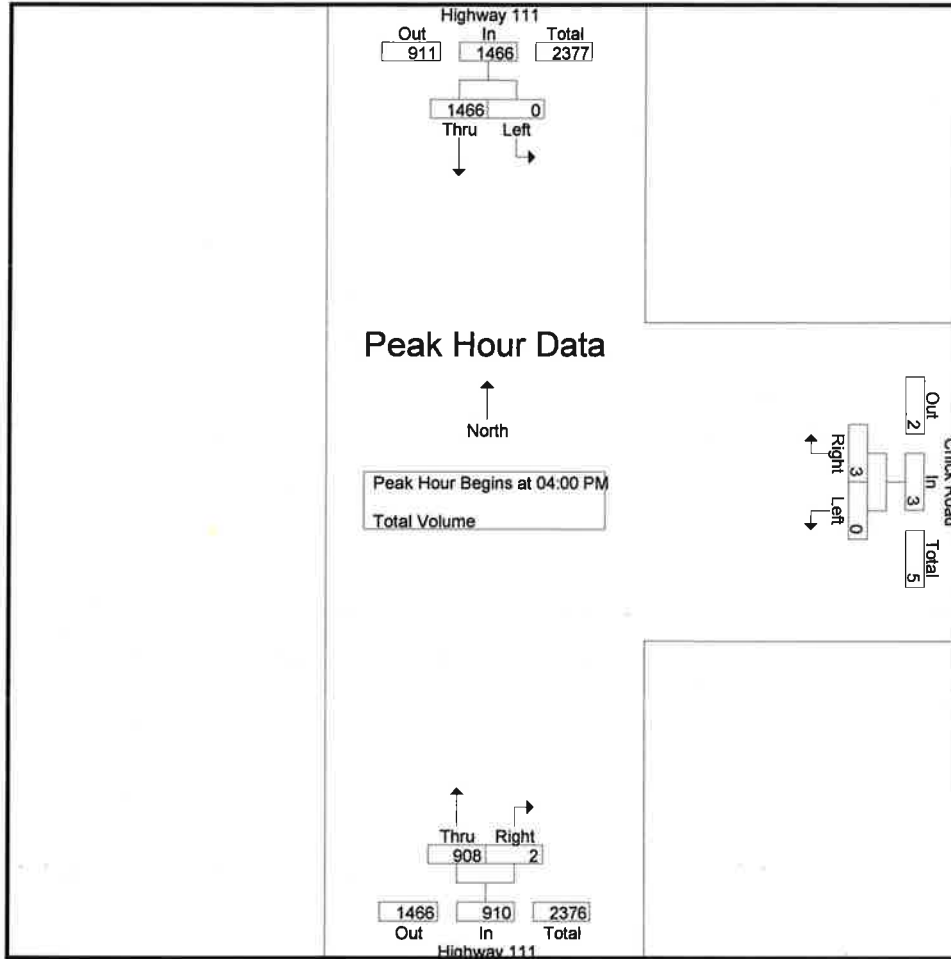 Highway 111
Out In Total
911 1466 2377
1466 0
Thru Left
Peak Hour Data
North
Peak Hour Begins at 04:00 PM
Total Volume
Out In Total
2 3 5
Right Left
3 0
Thru Right
908 2
1466 910 2376
Out In Total
Highway 111